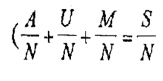 (A/N + U/N + M/N = S/N